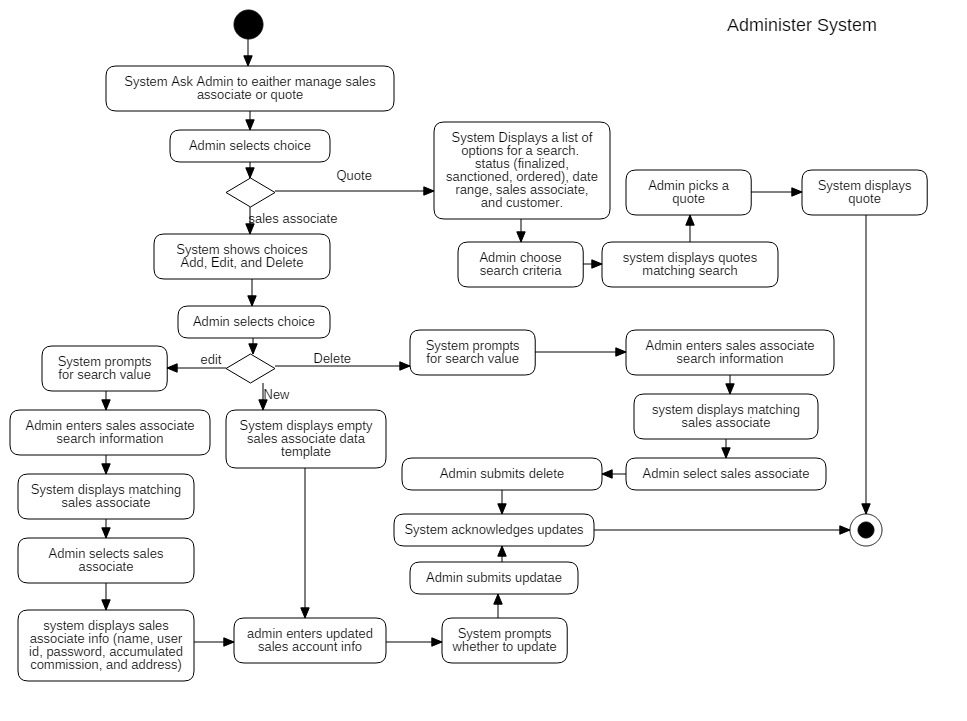 Administer System
System Ask Admin to eaither manage sales
associate or quote
Admin selects choice
Quote
sales associate
System Displays a list of
options for a search.
status (finalized,
sanctioned, ordered), date
range, sales associate,
and customer.
Admin choose
search criteria
system displays quotes
matching search
Admin picks a
quote
System displays
quote
System shows choices
Add, Edit, and Delete
Admin selects choice
edit
Delete
New
System prompts
for search value
Admin enters sales associate
search information
System displays matching
sales associate
Admin selects sales
associate
system displays sales
associate info (name, user
id, password, accumulated
commission, and address)
System displays empty
sales associate data
template
admin enters updated
sales account info
System prompts
whether to update
Admin submits updatae
System acknowledges updates
System prompts
for search value
Admin enters sales associate
search information
system displays matching
sales associate
Admin select sales associate
Admin submits delete